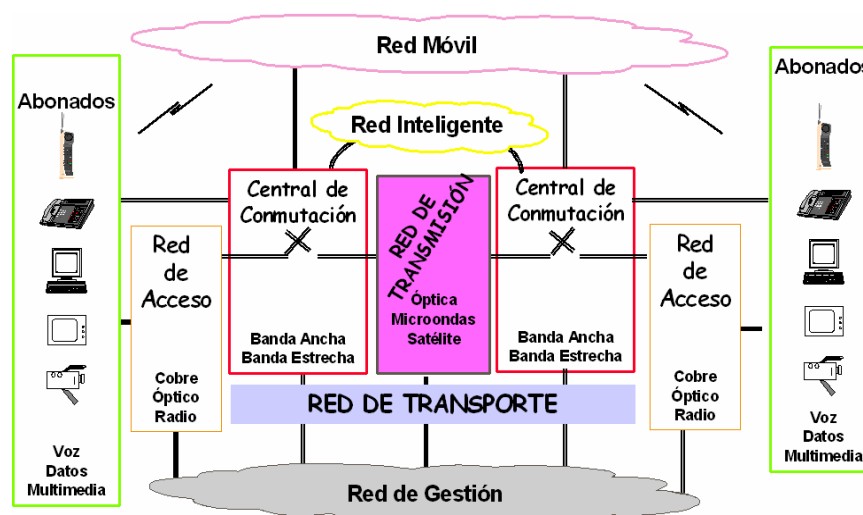 Red Móvil
Abonados
Abonados
Red Inteligente
Central de
Conmutación
RED DE
TRANSMISIÓN
Central de
Conmutación
Red
de
Acceso
Red
de
Acceso
Óptica
Microondas
Satélite
Banda Ancha
Banda Estrecha
Banda Ancha
Banda Estrecha
Cobre
Óptico
Radio
Cobre
Óptico
Radio
RED DE TRANSPORTE
Voz
Datos
Multimedia
Voz
Datos
Multimedia
Red de Gestión